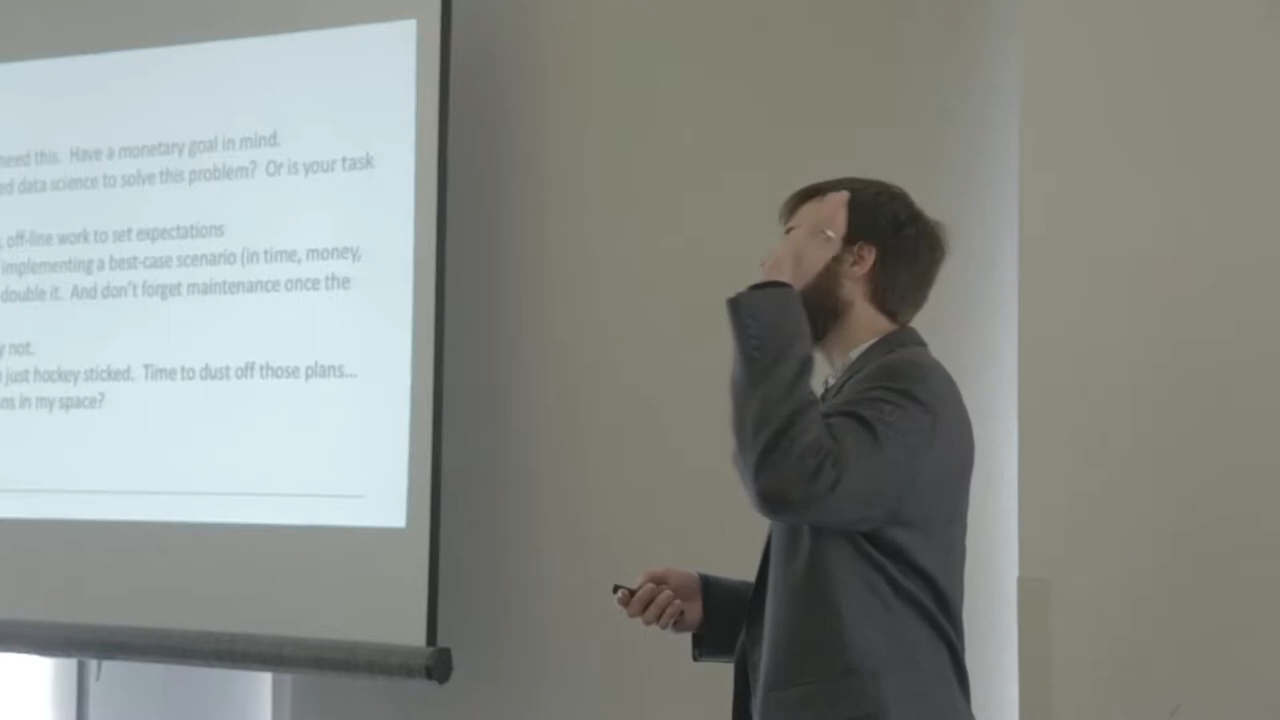 need this. Have a monetary goal in mind.
ed data science to solve this problem? Or is your task
, off-line work to set expectations
implementing a best-case scenario (in time, money,
double it. And don't forget maintenance once the
y not.
just hockey sticked. Time to dust off those plans...
ns in my space?